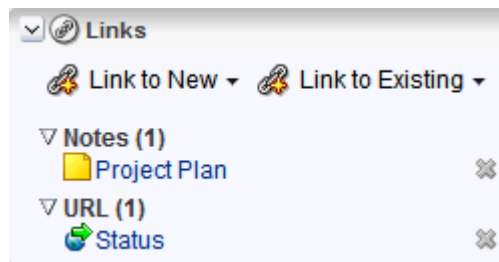 Links
Link to New Link to Existing
Notes (1)
Project Plan
URL (1)
Status